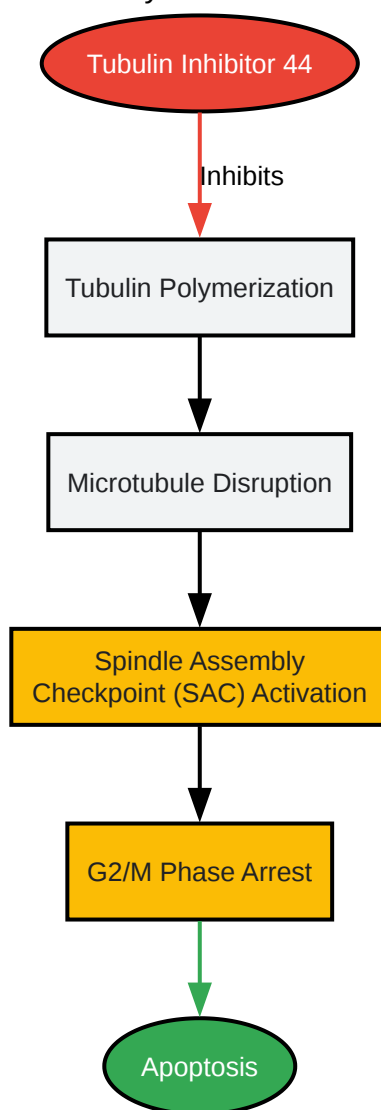 Tubulin Inhibitor 44
Inhibits
Tubulin Polymerization
Microtubule Disruption
Spindle Assembly
Checkpoint (SAC) Activation
G2/M Phase Arrest
Apoptosis